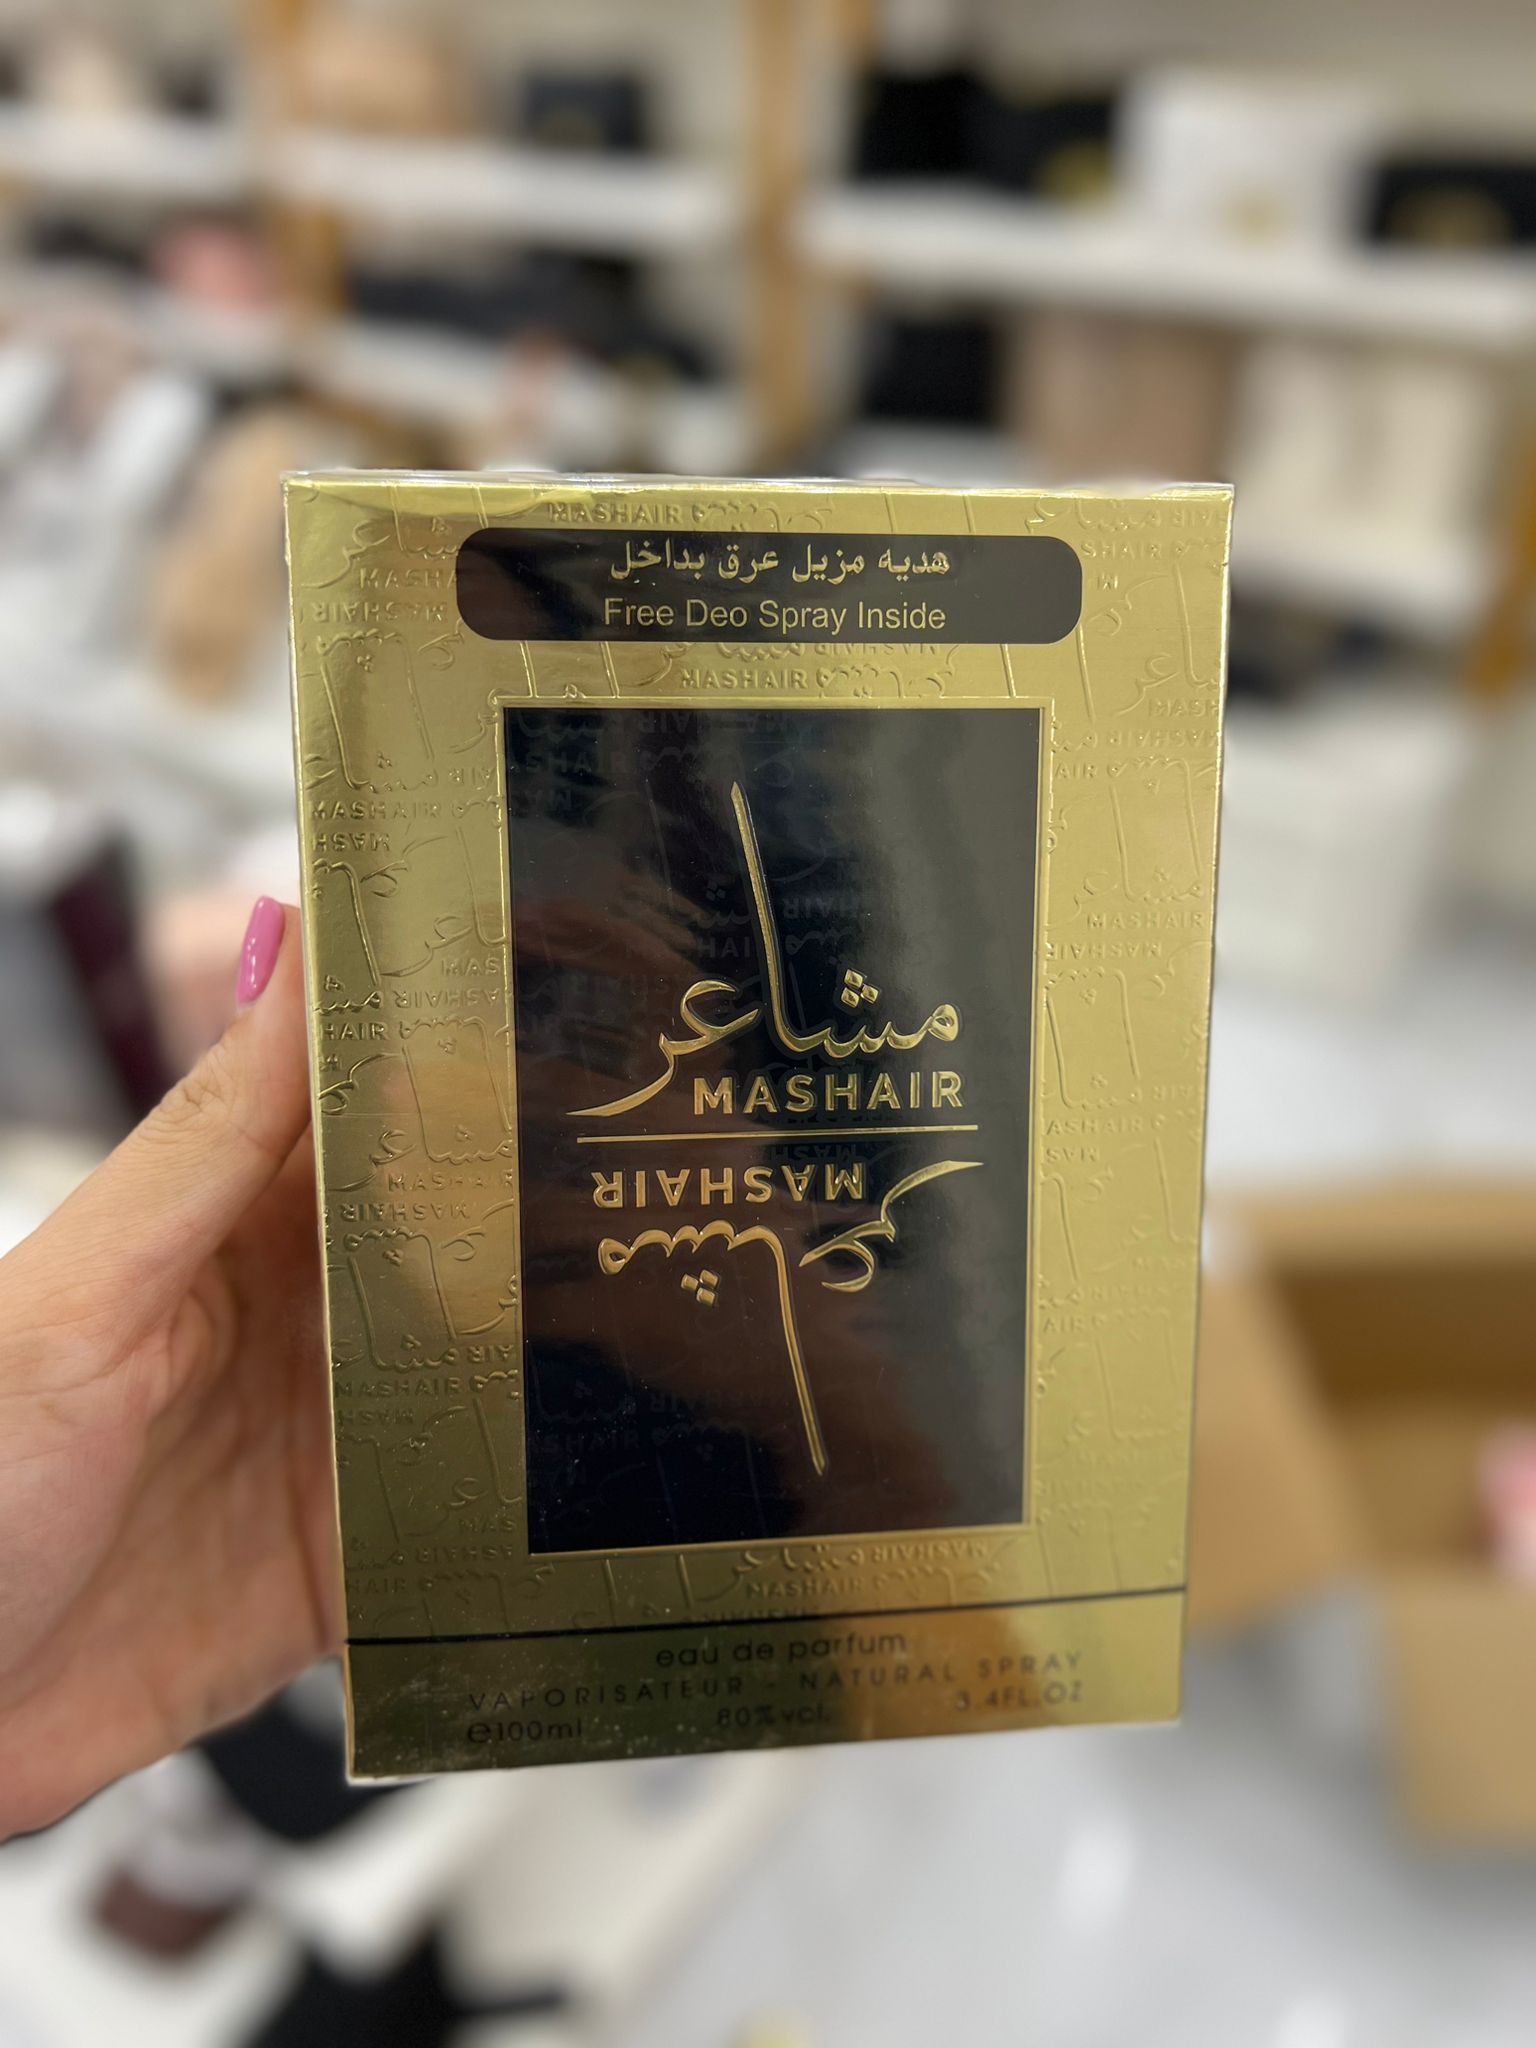 هديه مزيل عرق بداخل
Free Deo Spray Inside
مشاعر
MASHAIR
MASHAIR
مشاعر
eau de parfum
VAPORISATEUR - NATURAL SPRAY
℮100ml 80% vol. 3.4FL.OZ